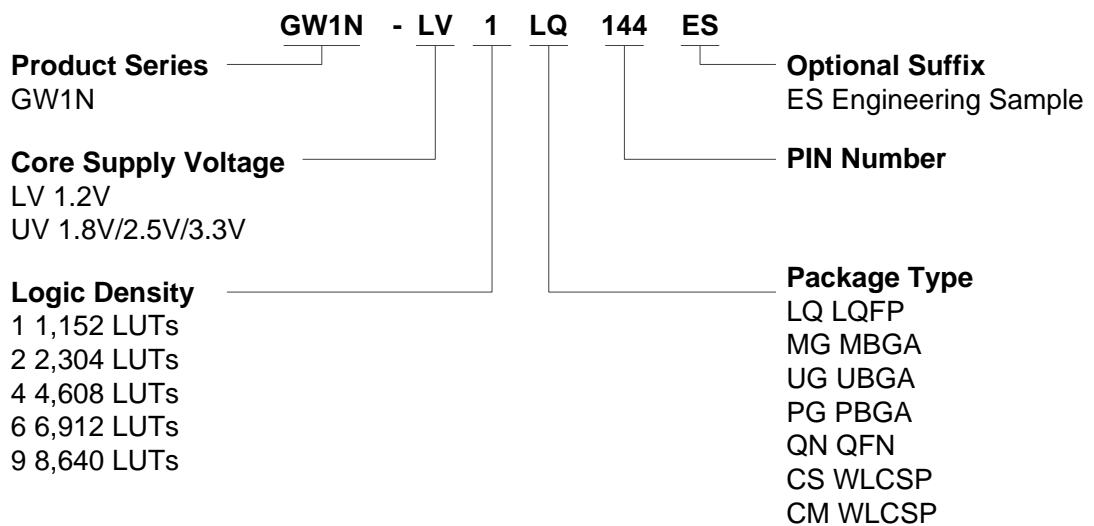 GW1N - LV 1 LQ 144 ES
Product Series
GW1N
Core Supply Voltage
LV 1.2V
UV 1.8V/2.5V/3.3V
Logic Density
1 1,152 LUTs
2 2,304 LUTs
4 4,608 LUTs
6 6,912 LUTs
9 8,640 LUTs
Optional Suffix
ES Engineering Sample
PIN Number
Package Type
LQ LQFP
MG MBGA
UG UBGA
PG PBGA
QN QFN
CS WLCSP
CM WLCSP